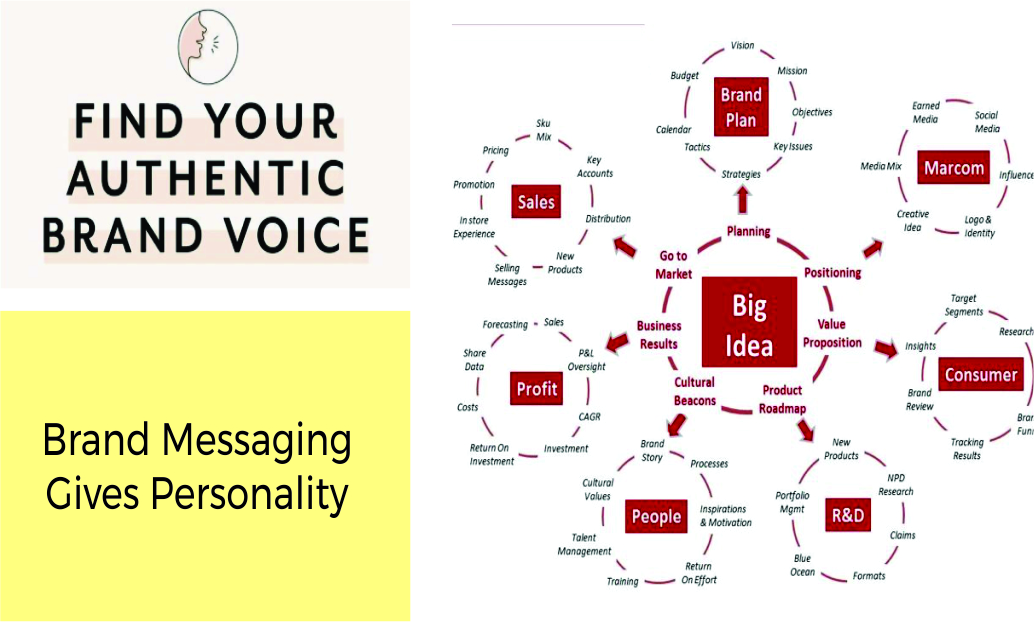 FIND YOUR
AUTHENTIC
BRAND VOICE
Brand Messaging
Gives Personality
Big
Idea
Planning
Positioning
Value
Proposition
Product
Roadmap
Cultural
Beacons
Business
Results
Go to
Market
Brand
Plan
Vision
Mission
Objectives
Key Issues
Strategies
Tactics
Calendar
Budget
Marcom
Earned
Media
Social
Media
Influence
Logo &
Identity
Creative
Idea
Media Mix
Consumer
Target
Segments
Research
Bran
Fun
Tracking
Results
Brand
Review
Insights
R&D
New
Products
NPD
Research
Claims
Formats
Blue
Ocean
Portfolio
Mgmt
People
Brand
Story
Processes
Inspirations
& Motivation
Return
On Effort
Training
Talent
Management
Cultural
Values
Profit
Forecasting
Sales
P&L
Oversight
CAGR
Investment
Return On
Investment
Costs
Share
Data
Sales
Sku
Mix
Key
Accounts
Distribution
New
Products
Selling
Messages
In store
Experience
Promotion
Pricing